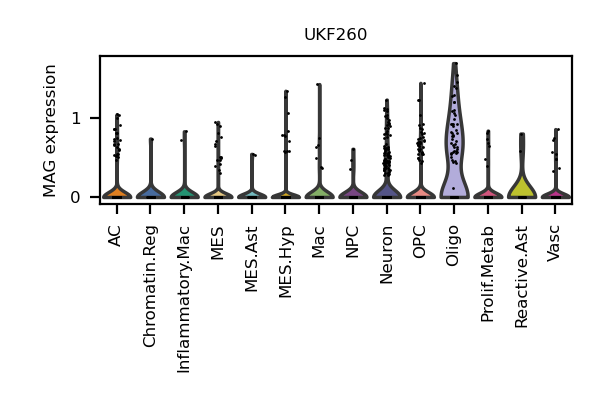 UKF260
MAG expression
1
0
AC
Chromatin.Reg
Inflammatory.Mac
MES
MES.Ast
MES.Hyp
Mac
NPC
Neuron
OPC
Oligo
Prolif.Metab
Reactive.Ast
Vasc